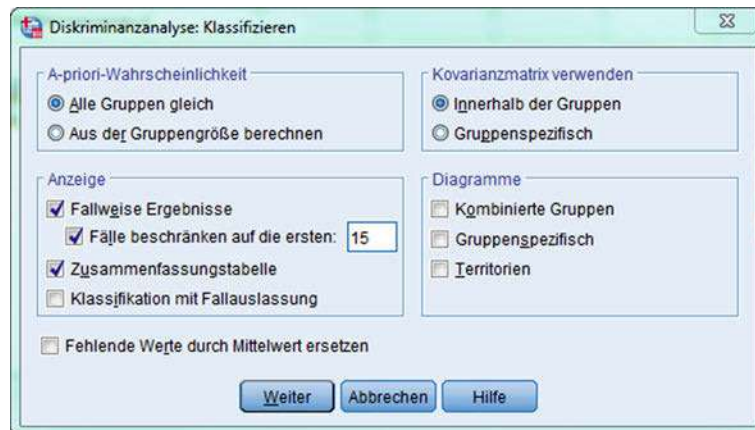 Diskriminanzanalyse: Klassifizieren
A-priori-Wahrscheinlichkeit
Alle Gruppen gleich
Aus der Gruppengröße berechnen
Kovarianzmatrix verwenden
Innerhalb der Gruppen
Gruppenspezifisch
Anzeige
Fallweise Ergebnisse
Fälle beschränken auf die ersten: 15
Zusammenfassungstabelle
Klassifikation mit Fallauslassung
Diagramme
Kombinierte Gruppen
Gruppenspezifisch
Territorien
Fehlende Werte durch Mittelwert ersetzen
Weiter Abbrechen Hilfe